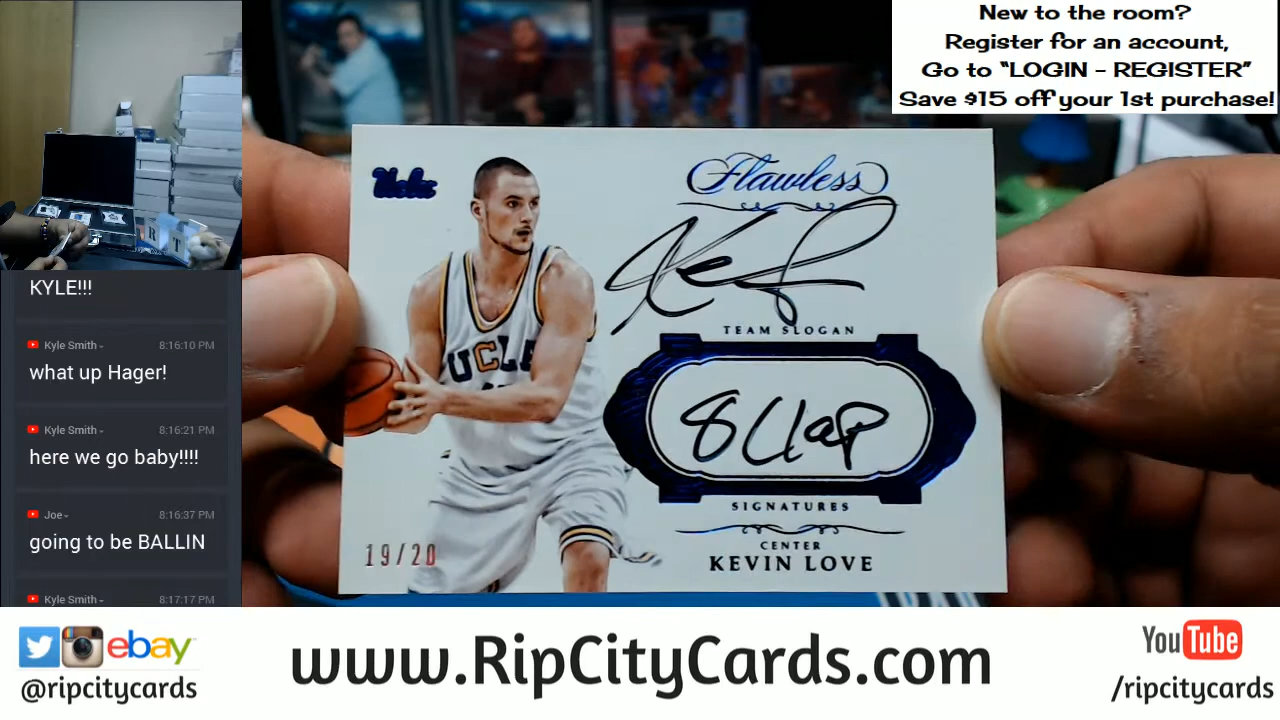 New to the room?
Register for an account,
Go to “LOGIN - REGISTER”
Save $15 off your 1st purchase!
KYLE!!!
Kyle Smith 8:16:10 PM
what up Hager!
Kyle Smith 8:16:21 PM
here we go baby!!!!
Joe 8:16:37 PM
going to be BALLIN
Kyle Smith 8:17:17 PM
R T
Ucla
Flawless
UCLA
TEAM SLOGAN
8 Clap
SIGNATURES
CENTER
KEVIN LOVE
19/20
ebay
@ripcitycards
www.RipCityCards.com
YouTube
/ripcitycards